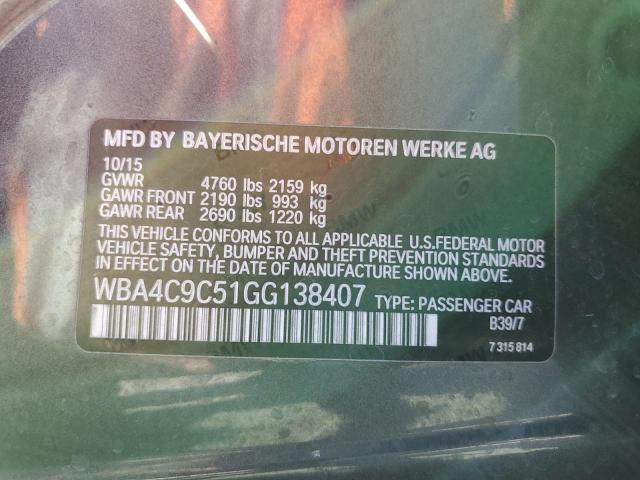 MFD BY BAYERISCHE MOTOREN WERKE AG
10/15
GVWR 4760 lbs 2159 kg
GAWR FRONT 2190 lbs 993 kg
GAWR REAR 2690 lbs 1220 kg
THIS VEHICLE CONFORMS TO ALL APPLICABLE U.S.FEDERAL MOTOR
VEHICLE SAFETY, BUMPER AND THEFT PREVENTION STANDARDS
IN EFFECT ON THE DATE OF MANUFACTURE SHOWN ABOVE.
WBA4C9C51GG138407 TYPE: PASSENGER CAR
B39/7
7 315 814